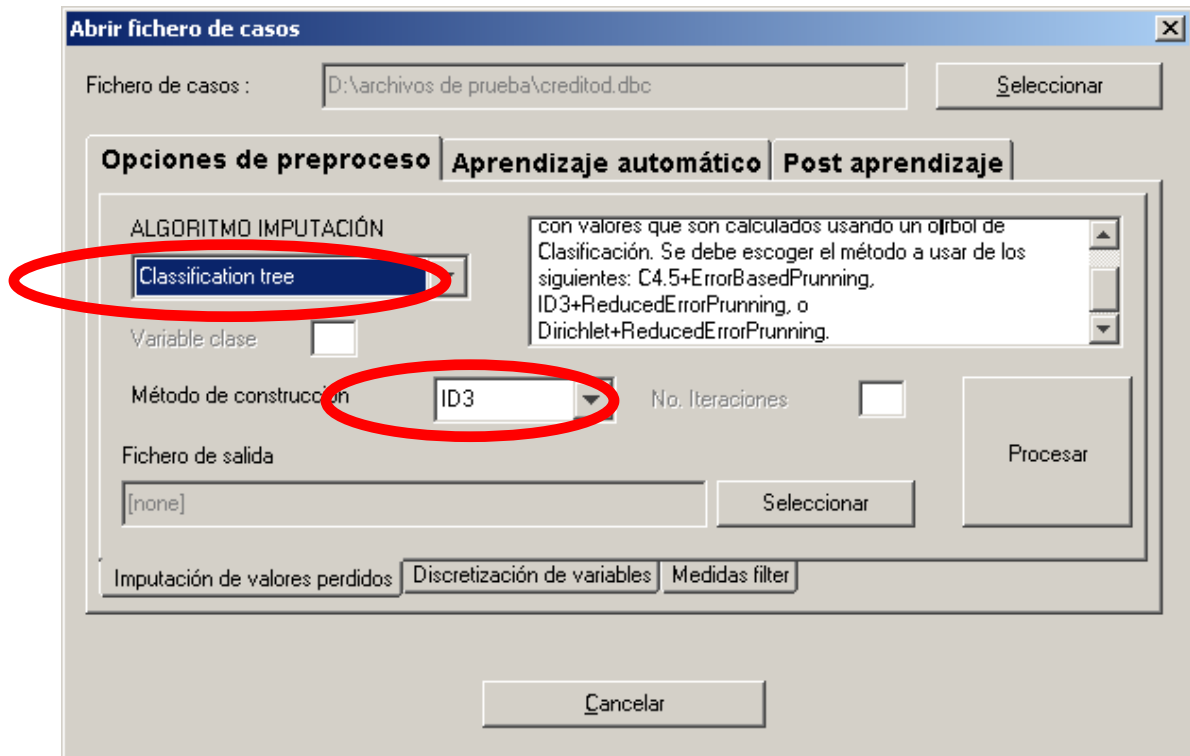 Abrir fichero de casos
Fichero de casos :
D:\archivos de prueba\creditod.dbc
Seleccionar
Opciones de preproceso
Aprendizaje automático
Post aprendizaje
ALGORITMO IMPUTACIÓN
Classification tree
con valores que son calculados usando un
de
Clasificación. Se debe escoger el método a usar de los
siguientes: C4.5+ErrorBasedPrunning,
ID3+ReducedErrorPrunning, o
Dirichlet+ReducedErrorPrunning.
Variable clase
Método de construcción
ID3
No. Iteraciones
Procesar
Fichero de salida
[none]
Seleccionar
Imputación de valores perdidos
Discretización de variables
Medidas filter
Cancelar